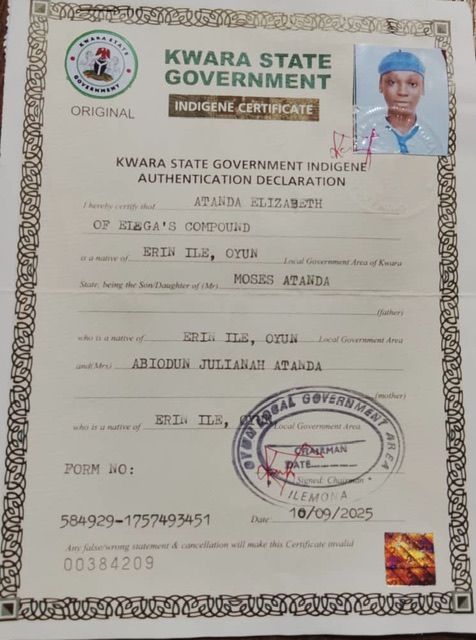 KWARA STATE
GOVERNMENT
KWARA STATE
GOVERNMENT
ORIGINAL
INDIGENE CERTIFICATE
KWARA STATE GOVERNMENT INDIGENE
AUTHENTICATION DECLARATION
I hereby certify that ATANDA ELIZABETH
OF ELEGA'S COMPOUND
is a native of ERIN ILE, OYUN Local Government Area of Kwara
State, being the Son/Daughter of (Mr) MOSES ATANDA
(father)
who is a native of ERIN ILE, OYUN Local Government Area
and(Mrs) ABIODUN JULIANAH ATANDA
(mother)
who is a native of ERIN ILE, OYUN Local Government Area.
OYUN LOCAL GOVERNMENT AREA
CHAIRMAN
DATE
FORM NO:
Signed: Chairman
ILEMONA
584929-1757493451 Date: 10/09/2025
Any false/wrong statement & cancellation will make this Certificate invalid
00384209